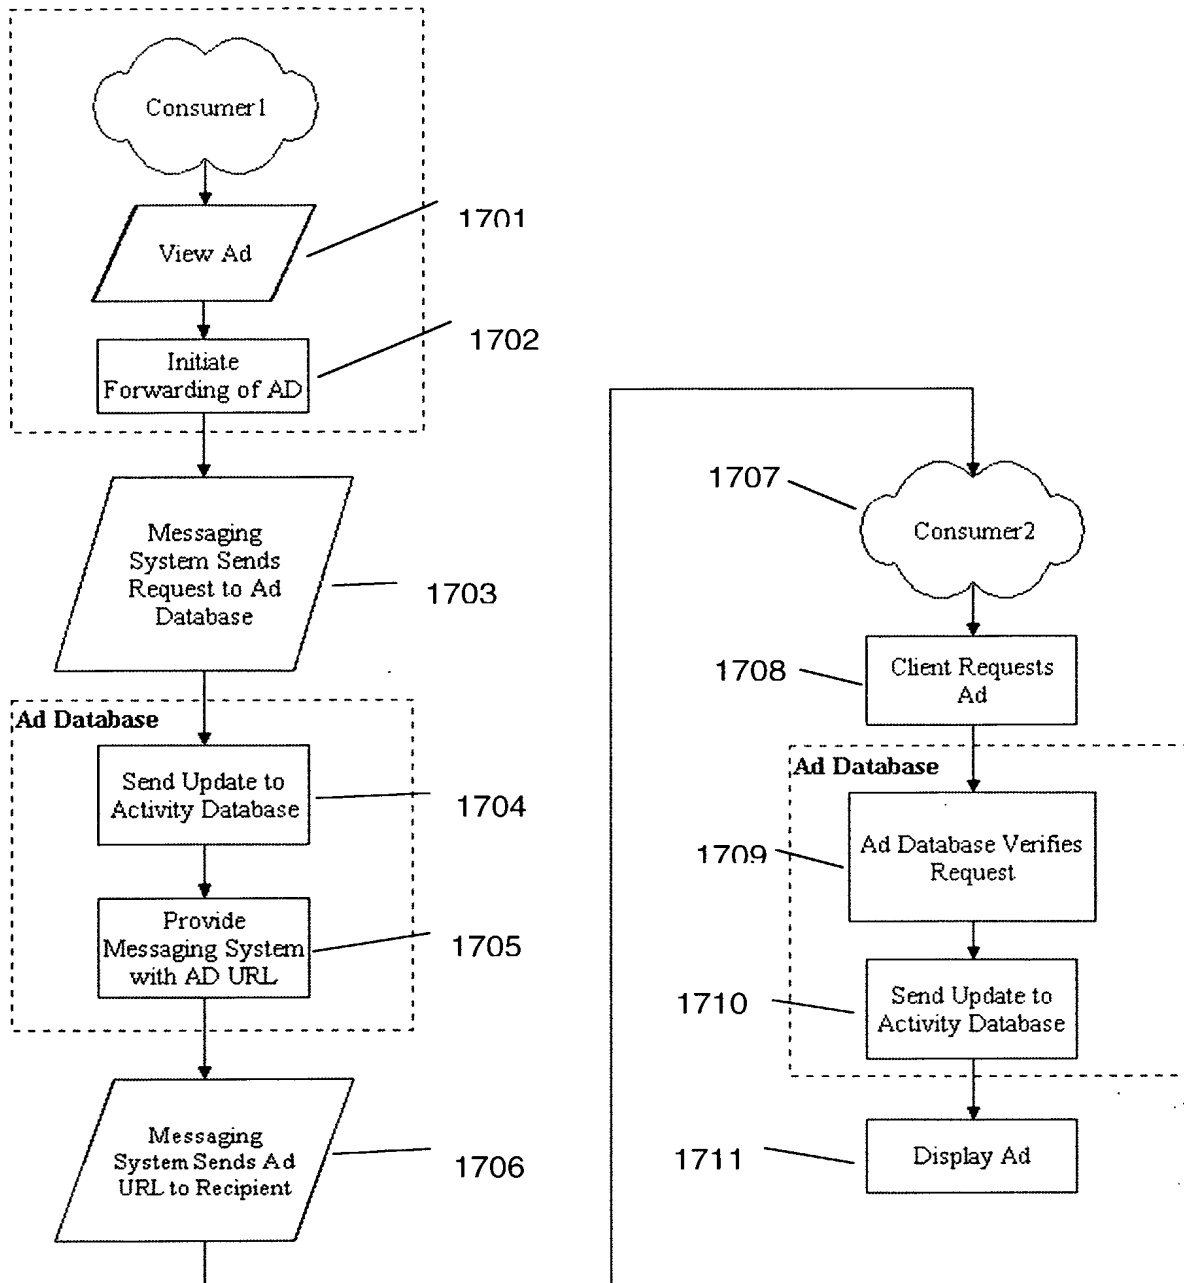 Consumer1
1701
View Ad
1702
Initiate
Forwarding of AD
Messaging
System Sends
Request to Ad
Database
1703
Ad Database
Send Update to
Activity Database
1704
Provide
Messaging System
with AD URL
1705
Messaging
System Sends Ad
URL to Recipient
1706
1707
Consumer2
1708
Client Requests
Ad
Ad Database
1709
Ad Database Verifies
Request
1710
Send Update to
Activity Database
1711
Display Ad